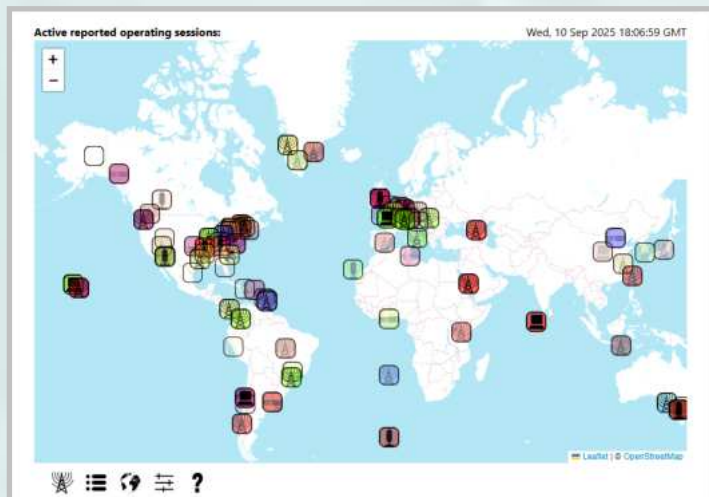 Active reported operating sessions: Wed, 10 Sep 2025 18:06:59 GMT
+
−
Leaflet | © OpenStreetMap
?